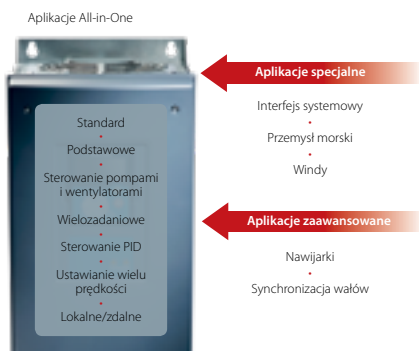 Aplikacje All-in-One
Standard
•
Podstawowe
•
Sterowanie pompami
i wentylatorami
•
Wielozadaniowe
•
Sterowanie PID
•
Ustawianie wielu
prędkości
•
Lokalne/zdalne
Aplikacje specjalne
Interfejs systemowy
•
Przemysł morski
•
Windy
Aplikacje zaawansowane
Nawijarki
•
Synchronizacja wałów